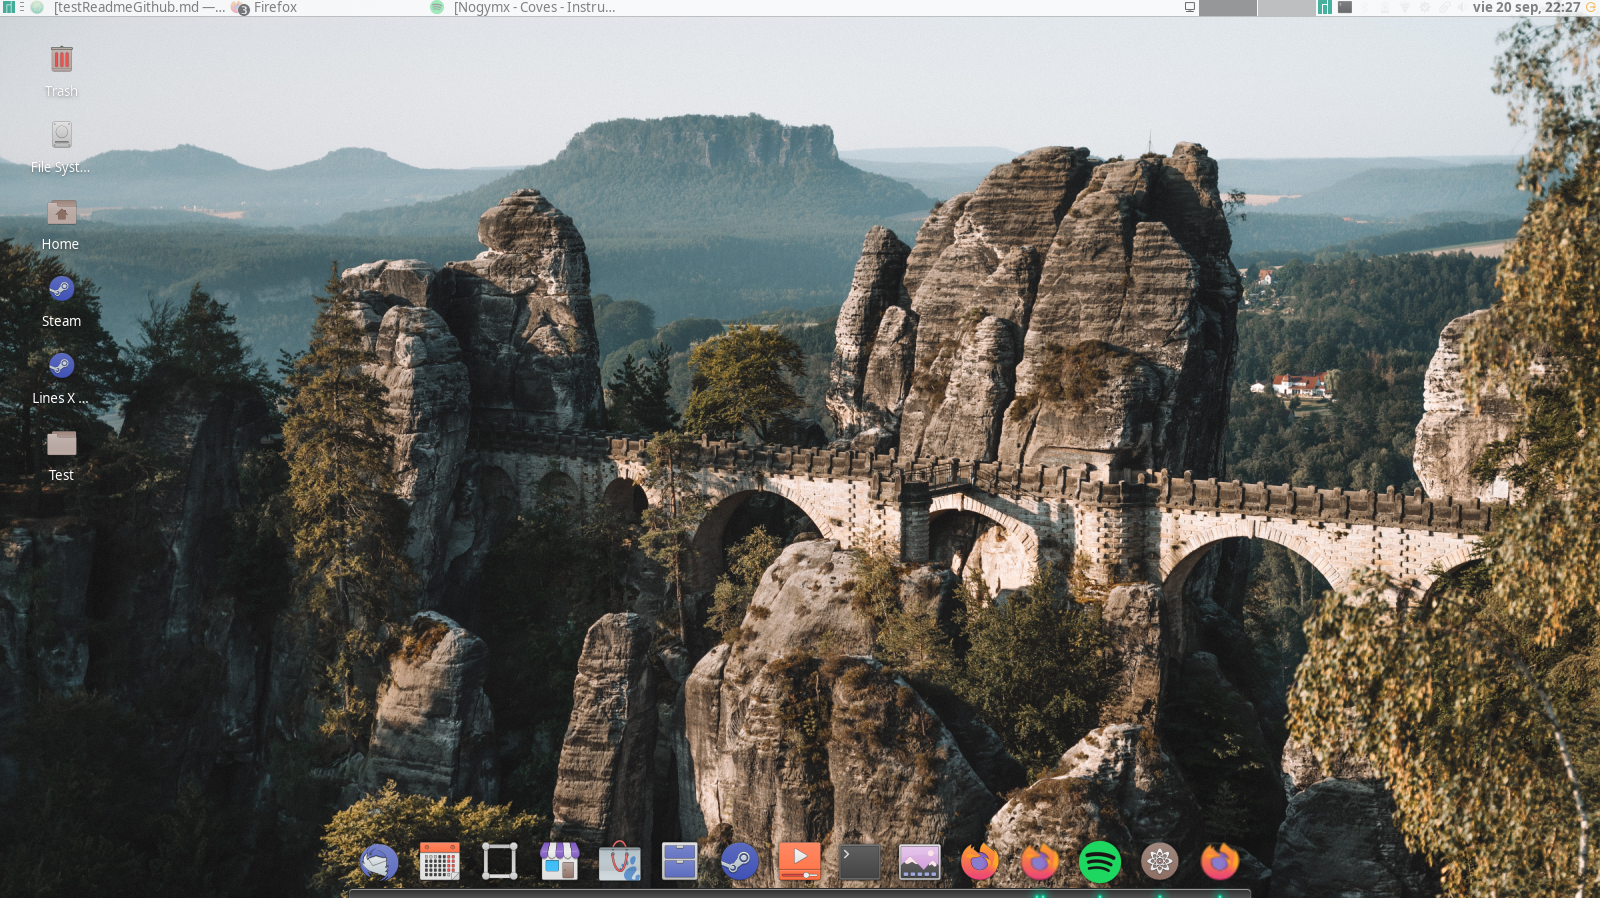 [testReadmeGithub.md —...
3 Firefox
[Nogymx - Coves - Instru...
vie 20 sep, 22:27
Trash
File Syst...
Home
Steam
Lines X ...
Test